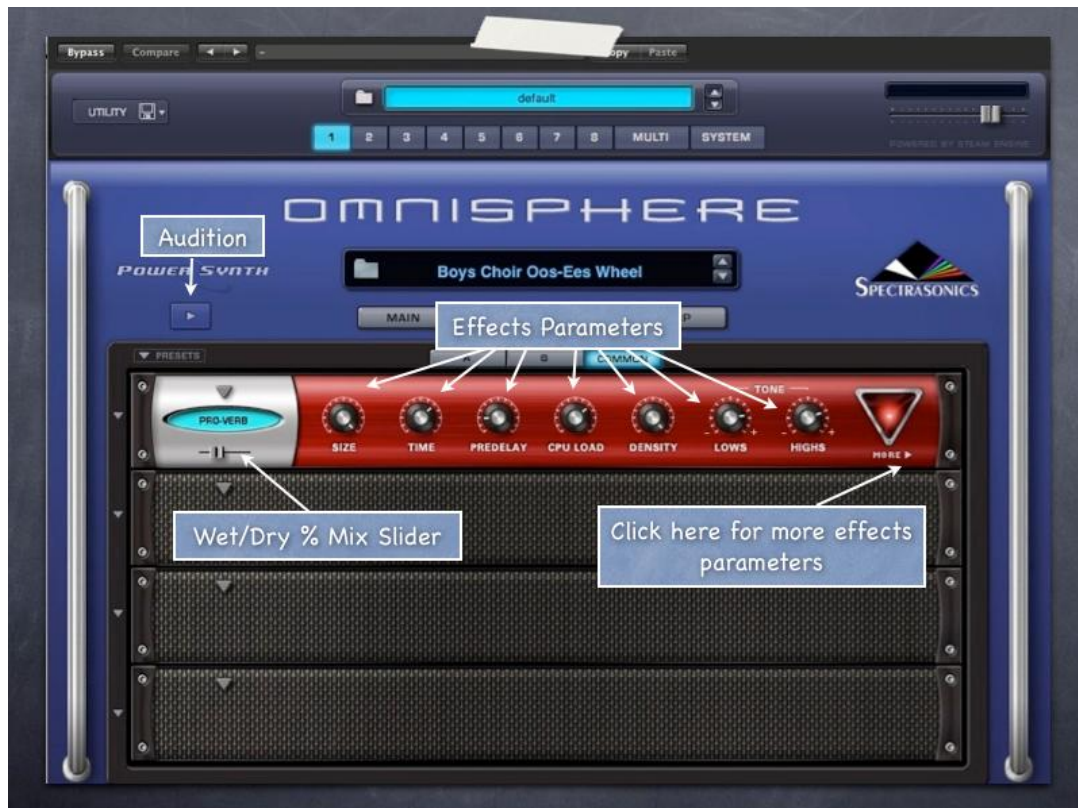 Bypass Compare Paste
UTILITY
default
1 2 3 4 5 6 7 8 MULTI SYSTEM
POWERED BY STEAM ENGINE
OMNISPHERE
Audition
POWER SYNTH
Boys Choir Oos-Ees Wheel
SPECTRASONICS
MAIN
Effects Parameters
PRESETS
COMMON
TONE
PRO-VERB
SIZE TIME PREDELAY CPU LOAD DENSITY LOWS HIGHS
MORE
Wet/Dry % Mix Slider
Click here for more effects
parameters